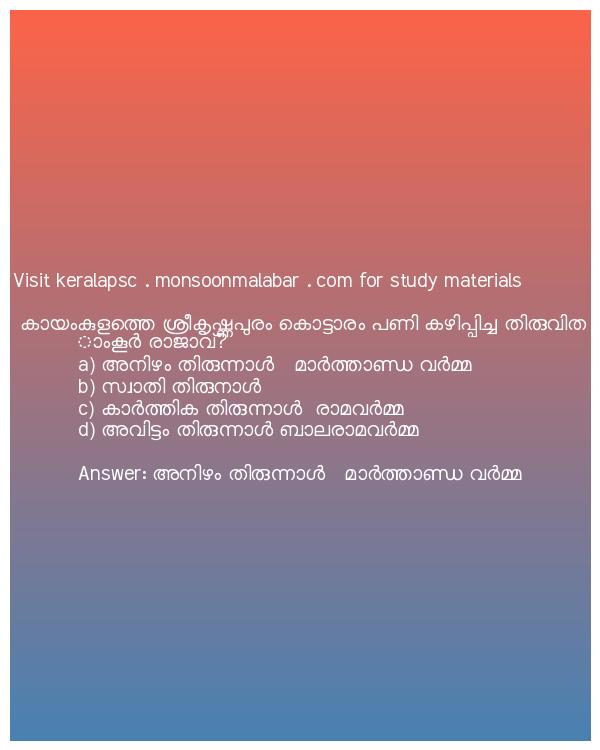 Visit keralapsc . monsoonmalabar . com for study materials
കായംകുളത്തെ ശ്രീകൃഷ്ണപുരം കൊട്ടാരം പണി കഴിപ്പിച്ച തിരുവിത
ാംകൂർ രാജാവ്?
a) അനിഴം തിരുന്നാൾ മാർത്താണ്ഡ വർമ്മ
b) സ്വാതി തിരുനാൾ
c) കാർത്തിക തിരുന്നാൾ രാമവർമ്മ
d) അവിട്ടം തിരുന്നാൾ ബാലരാമവർമ്മ
Answer: അനിഴം തിരുന്നാൾ മാർത്താണ്ഡ വർമ്മ